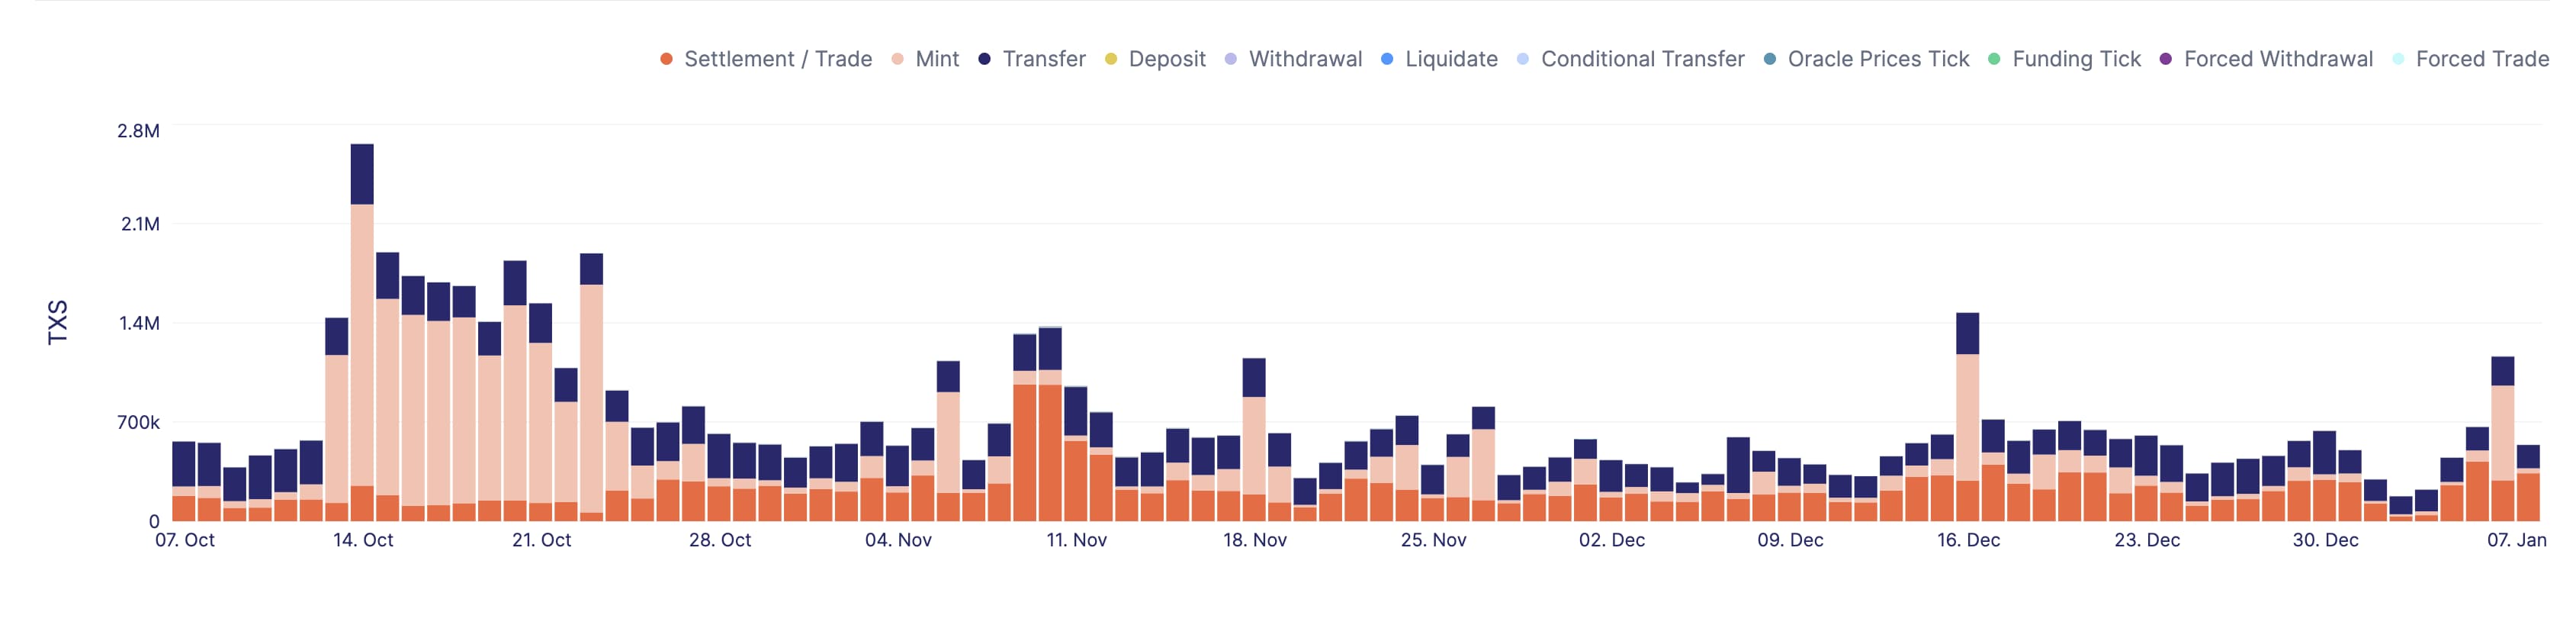 Settlement / Trade Mint Transfer Deposit Withdrawal Liquidate Conditional Transfer Oracle Prices Tick Funding Tick Forced Withdrawal Forced Trade
TXS
2.8M
2.1M
1.4M
700k
0
07. Oct 14. Oct 21. Oct 28. Oct 04. Nov 11. Nov 18. Nov 25. Nov 02. Dec 09. Dec 16. Dec 23. Dec 30. Dec 07. Jan